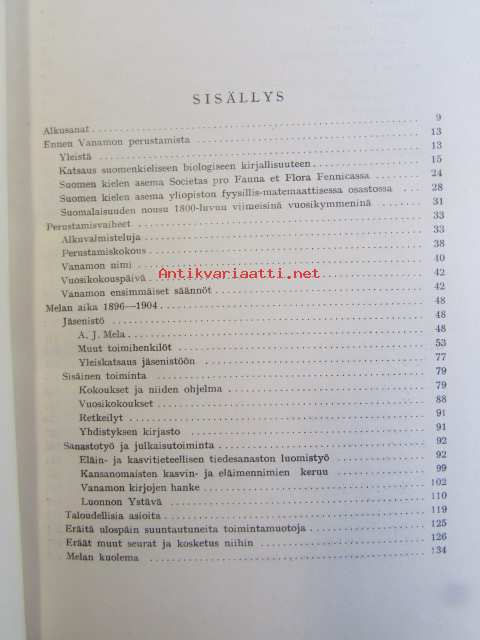 SISÄLLYS
Alkusanat 9
Ennen Vanamon perustamista 13
Yleistä 13
Katsaus suomenkieliseen biologiseen kirjallisuuteen 15
Suomen kielen asema Societas pro Fauna et Flora Fennicassa 24
Suomen kielen asema yliopiston fyysillis-matemaattisessa osastossa 28
Suomalaisuuden nousu 1800-luvun viimeisinä vuosikymmeninä 31
Perustamisvaiheet 33
Alkuvalmisteluja 33
Perustamiskokous 38
Vanamon nimi 40
Antikvariaatti.net
Vuosikokouspäivä 42
Vanamon ensimmäiset säännöt 42
Melan aika 1896—1904 48
Jäsenistö 48
A. J. Mela 48
Muut toimihenkilöt 53
Yleiskatsaus jäsenistöön 77
Sisäinen toiminta 79
Kokoukset ja niiden ohjelma 79
Vuosikokoukset 88
Retkeilyt 91
Yhdistyksen kirjasto 91
Sanastotyö ja julkaisutoiminta 92
Eläin- ja kasvitieteellisen tiedesanaston luomistyö 92
Kansanomaisten kasvin- ja eläimennimien keruu 99
Vanamon kirjojen hanke 102
Luonnon Ystävä 110
Taloudellisia asioita 119
Eräitä ulospäin suuntautuneita toimintamuotoja 125
Eräät muut seurat ja kosketus niihin 126
Melan kuolema 134